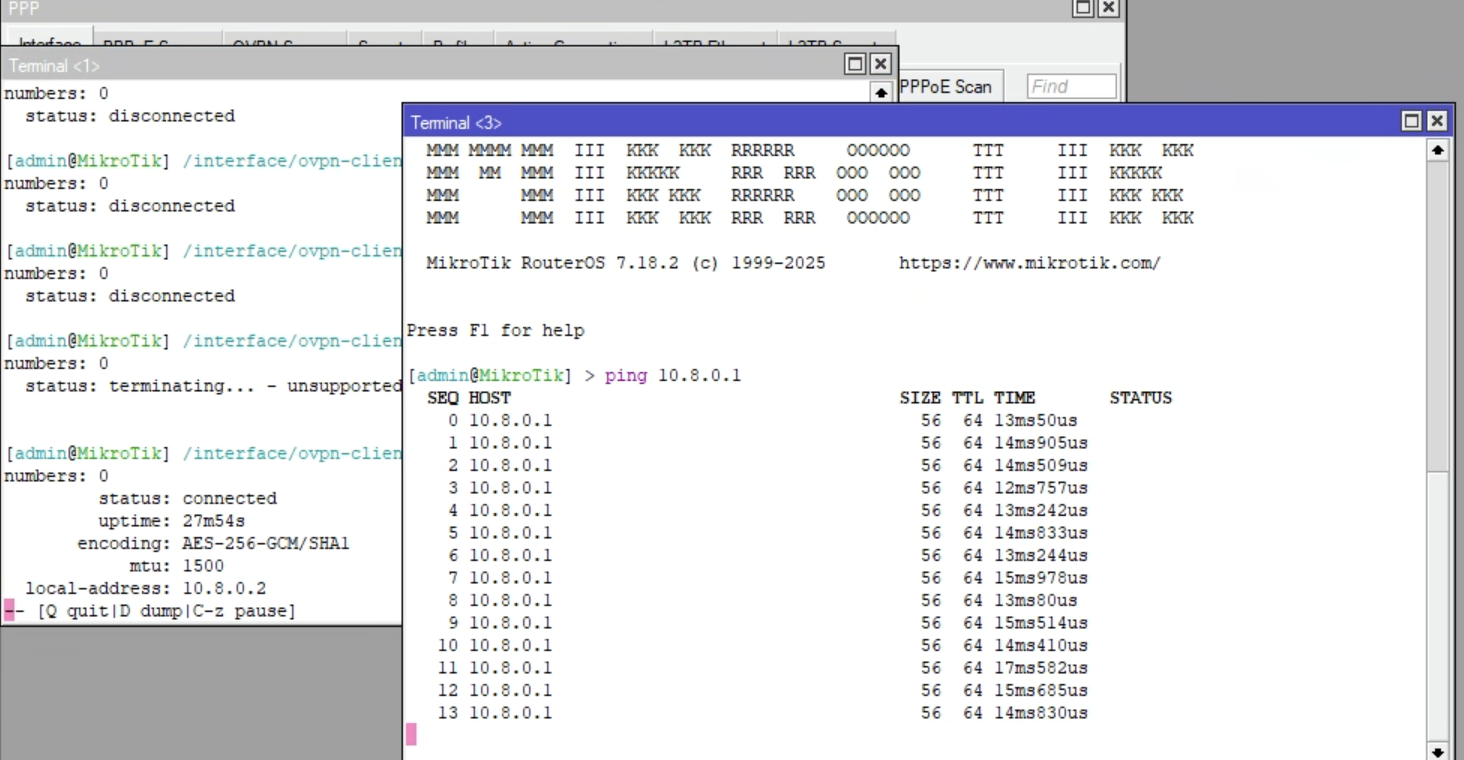 PPP
Interface
Terminal <1>
PPPoE Scan
Find
numbers: 0
status: disconnected
[admin@MikroTik] /interface/ovpn-clien
numbers: 0
status: disconnected
[admin@MikroTik] /interface/ovpn-clien
numbers: 0
status: disconnected
[admin@MikroTik] /interface/ovpn-clien
numbers: 0
status: terminating... - unsupported
[admin@MikroTik] /interface/ovpn-clien
numbers: 0
status: connected
uptime: 27m54s
encoding: AES-256-GCM/SHA1
mtu: 1500
local-address: 10.8.0.2
-- [Q quit|D dump|C-z pause]
Terminal <3>
MMM MMMM MMM III KKK KKK RRRRRR OOOOOO TTT III KKK KKK
MMM MM MMM III KKKKK RRR RRR OOO OOO TTT III KKKKK
MMM MMM III KKK KKK RRRRRR OOO OOO TTT III KKK KKK
MMM MMM III KKK KKK RRR RRR OOOOOO TTT III KKK KKK
MikroTik RouterOS 7.18.2 (c) 1999-2025 https://www.mikrotik.com/
Press F1 for help
[admin@MikroTik] > ping 10.8.0.1
SEQ HOST SIZE TTL TIME STATUS
0 10.8.0.1 56 64 13ms50us
1 10.8.0.1 56 64 14ms905us
2 10.8.0.1 56 64 14ms509us
3 10.8.0.1 56 64 12ms757us
4 10.8.0.1 56 64 13ms242us
5 10.8.0.1 56 64 14ms833us
6 10.8.0.1 56 64 13ms244us
7 10.8.0.1 56 64 15ms978us
8 10.8.0.1 56 64 13ms80us
9 10.8.0.1 56 64 15ms514us
10 10.8.0.1 56 64 14ms410us
11 10.8.0.1 56 64 17ms582us
12 10.8.0.1 56 64 15ms685us
13 10.8.0.1 56 64 14ms830us